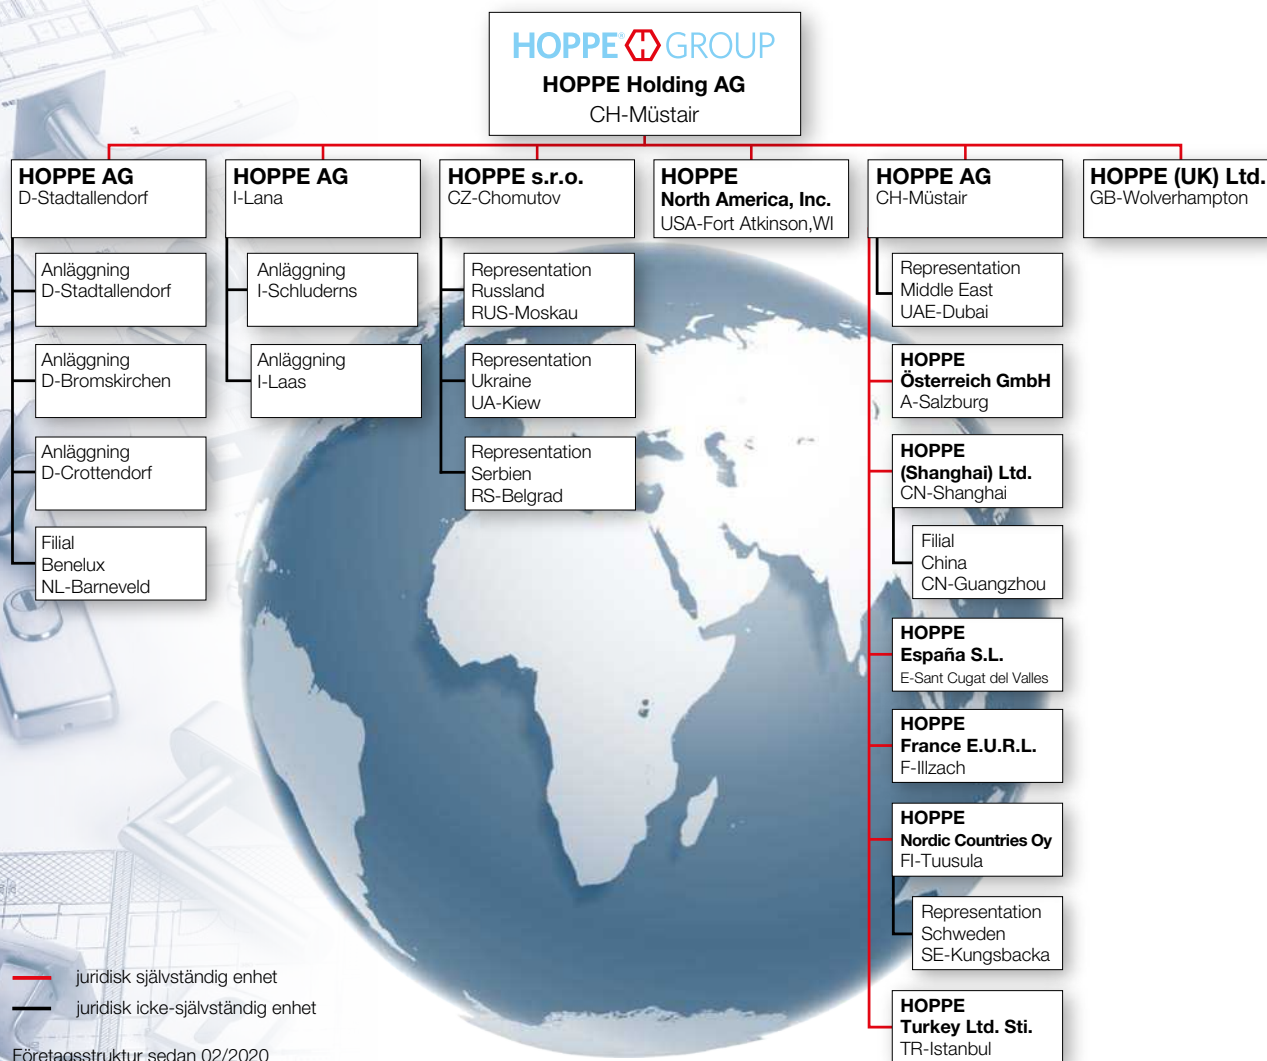 HOPPE® GROUP
HOPPE Holding AG
CH-Müstair
HOPPE AG
D-Stadtallendorf
Anläggning
D-Stadtallendorf
Anläggning
D-Bromskirchen
Anläggning
D-Crottendorf
Filial
Benelux
NL-Barneveld
HOPPE AG
I-Lana
Anläggning
I-Schluderns
Anläggning
I-Laas
HOPPE s.r.o.
CZ-Chomutov
Representation
Russland
RUS-Moskau
Representation
Ukraine
UA-Kiew
Representation
Serbien
RS-Belgrad
HOPPE
North America, Inc.
USA-Fort Atkinson,WI
HOPPE AG
CH-Müstair
Representation
Middle East
UAE-Dubai
HOPPE
Österreich GmbH
A-Salzburg
HOPPE
(Shanghai) Ltd.
CN-Shanghai
Filial
China
CN-Guangzhou
HOPPE
España S.L.
E-Sant Cugat del Valles
HOPPE
France E.U.R.L.
F-Illzach
HOPPE
Nordic Countries Oy
FI-Tuusula
Representation
Schweden
SE-Kungsbacka
HOPPE
Turkey Ltd. Sti.
TR-Istanbul
HOPPE (UK) Ltd.
GB-Wolverhampton
juridisk självständig enhet
juridisk icke-självständig enhet
Företagsstruktur sedan 02/2020